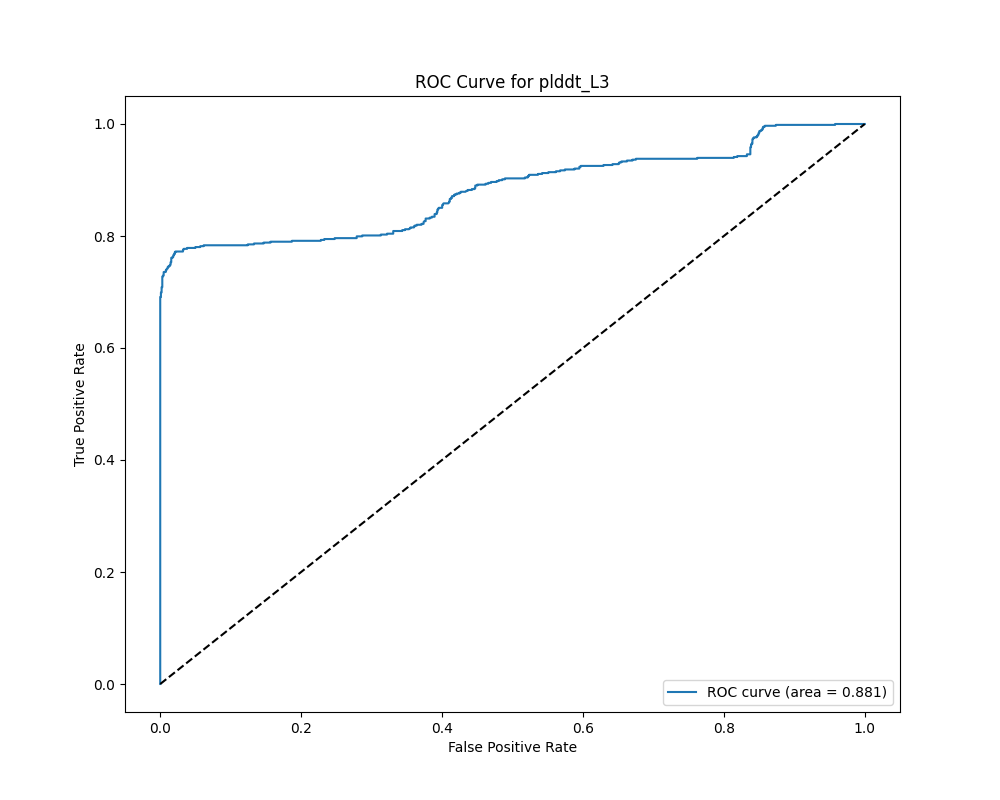 ROC Curve for plddt_L3
True Positive Rate
1.0
0.8
0.6
0.4
0.2
0.0
0.0 0.2 0.4 0.6 0.8 1.0
False Positive Rate
ROC curve (area = 0.881)